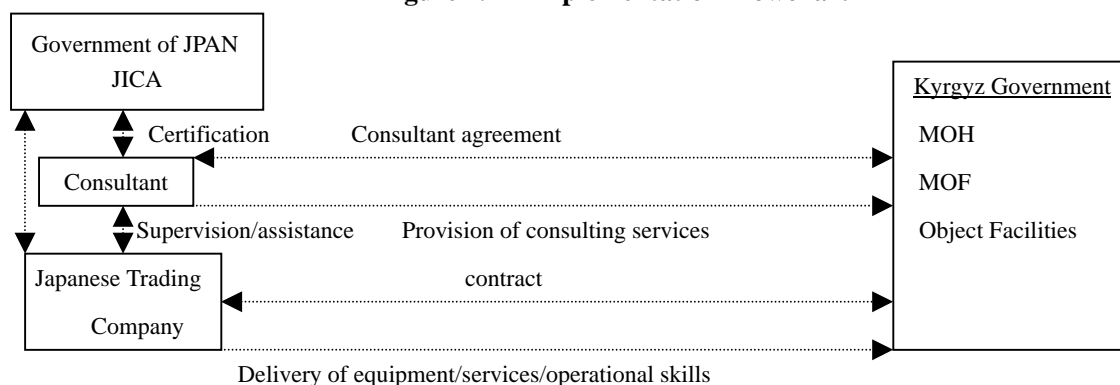 Government of JPAN
JICA
Kyrgyz Government
Certification
Consultant agreement
MOH
Consultant
MOF
Supervision/assistance
Provision of consulting services
Object Facilities
Japanese Trading
Company
contract
Delivery of equipment/services/operational skills